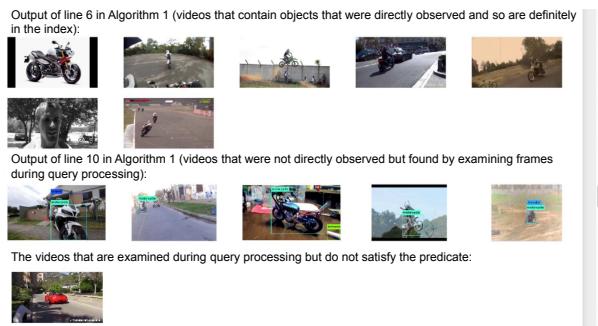 Output of line 6 in Algorithm 1 (videos that contain objects that were directly observed and so are definitely
in the index):
Output of line 10 in Algorithm 1 (videos that were not directly observed but found by examining frames
during query processing):
The videos that are examined during query processing but do not satisfy the predicate: